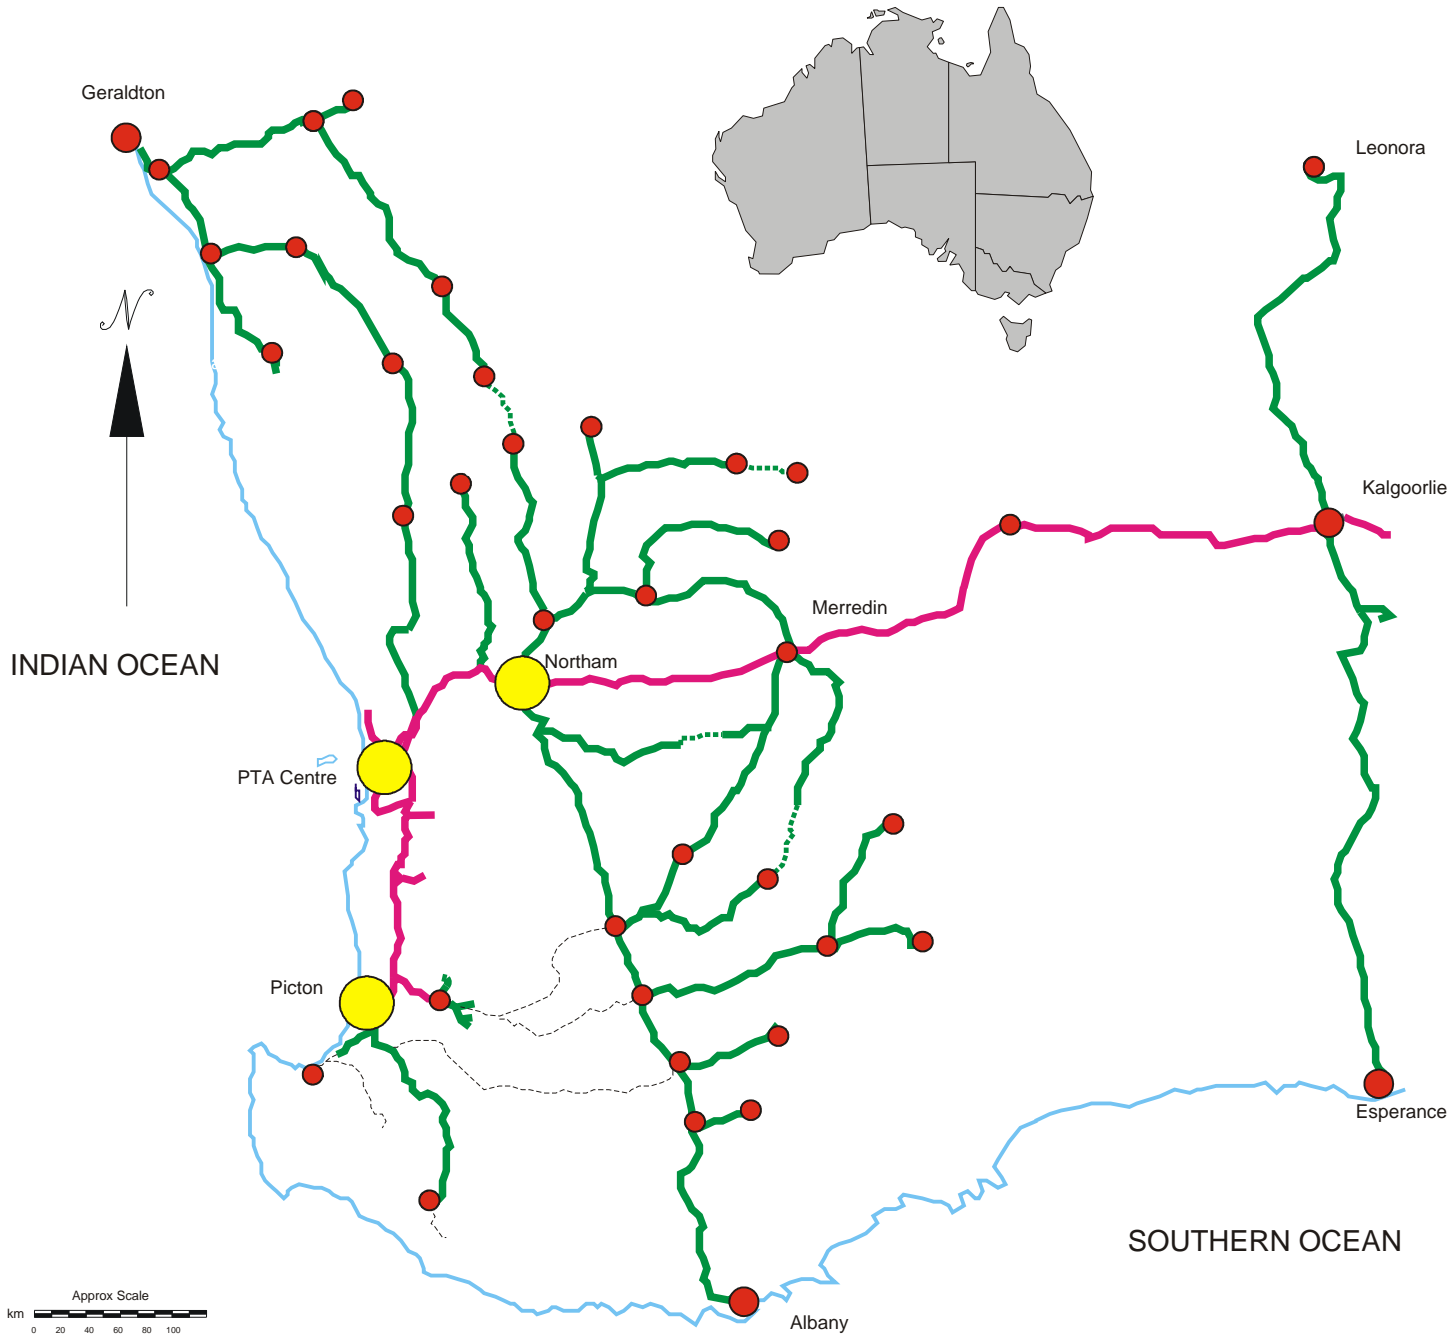 Geraldton
Leonora
N
Kalgoorlie
Merredin
INDIAN OCEAN
Northam
PTA Centre
Picton
Esperance
SOUTHERN OCEAN
Approx Scale
km
0 20 40 60 80 100
Albany